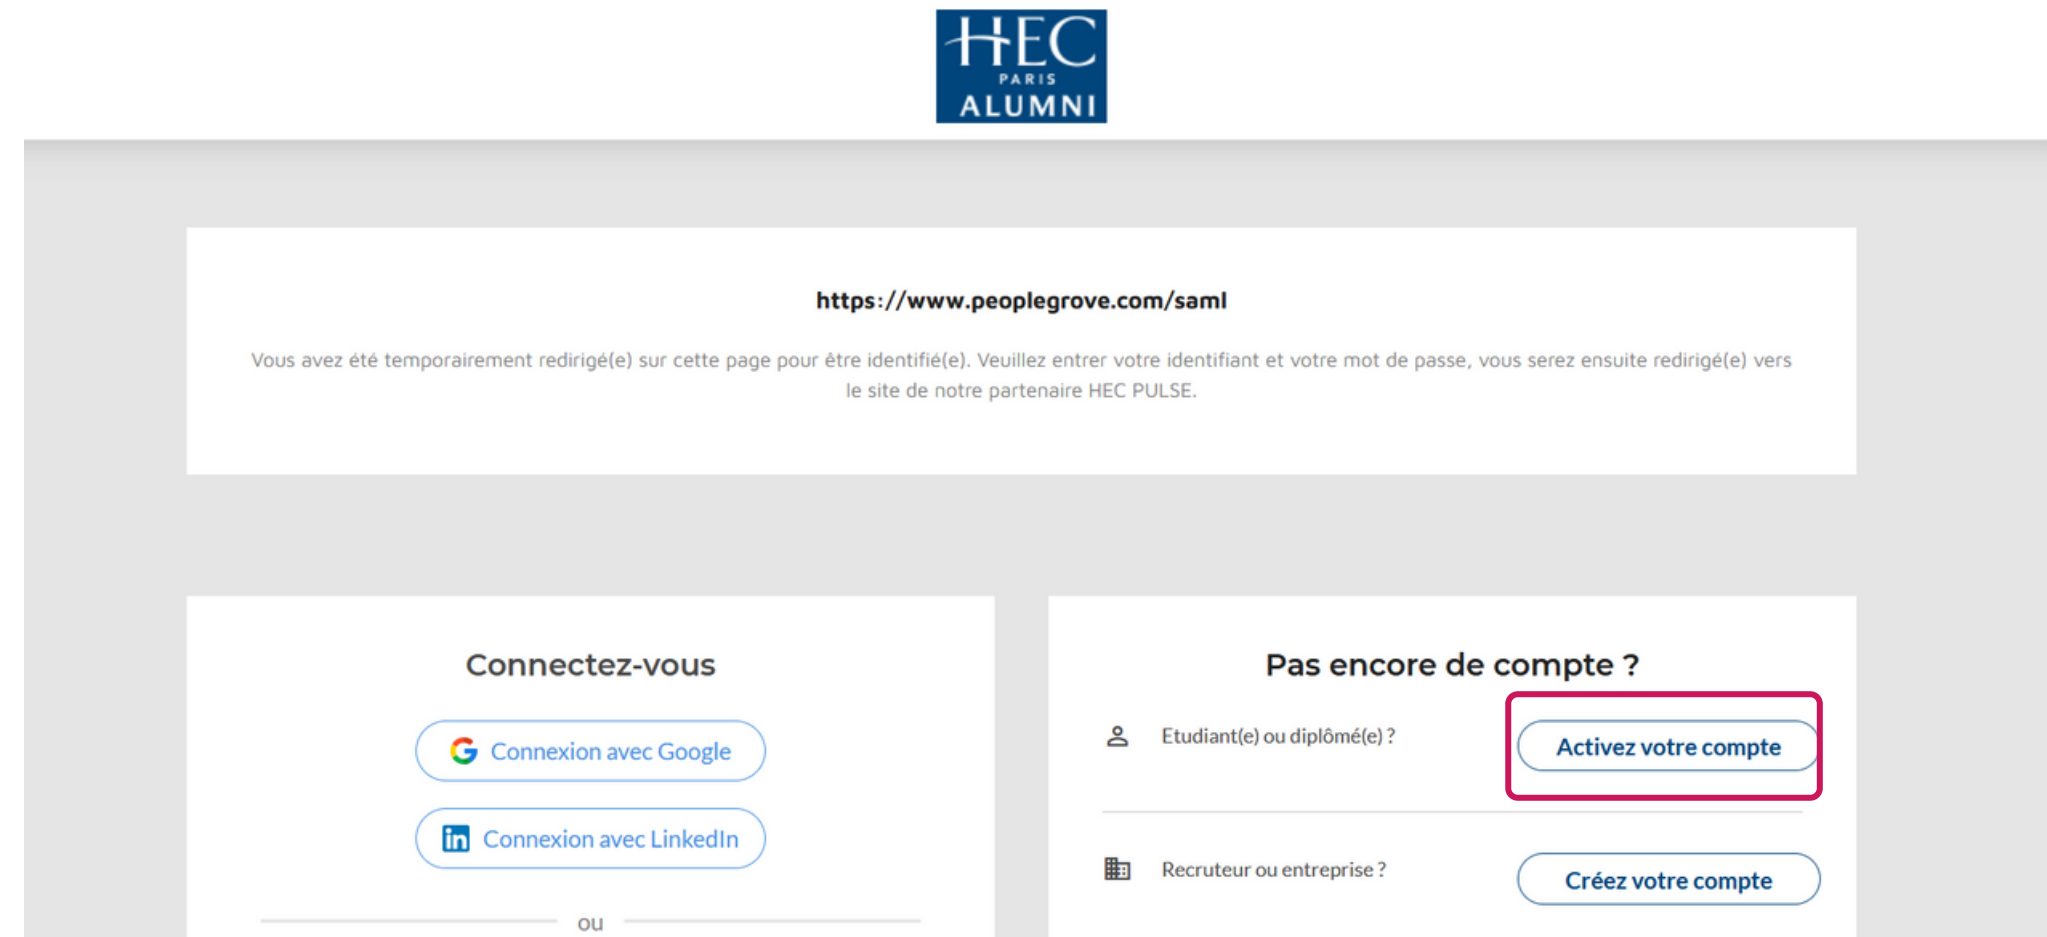 HEC
PARIS
ALUMNI
https://www.peoplegrove.com/saml
Vous avez été temporairement redirigé(e) sur cette page pour être identifié(e). Veuillez entrer votre identifiant et votre mot de passe, vous serez ensuite redirigé(e) vers
le site de notre partenaire HEC PULSE.
Connectez-vous
Connexion avec Google
Connexion avec LinkedIn
ou
Pas encore de compte ?
Etudiant(e) ou diplômé(e) ?
Activez votre compte
Recruteur ou entreprise ?
Créez votre compte